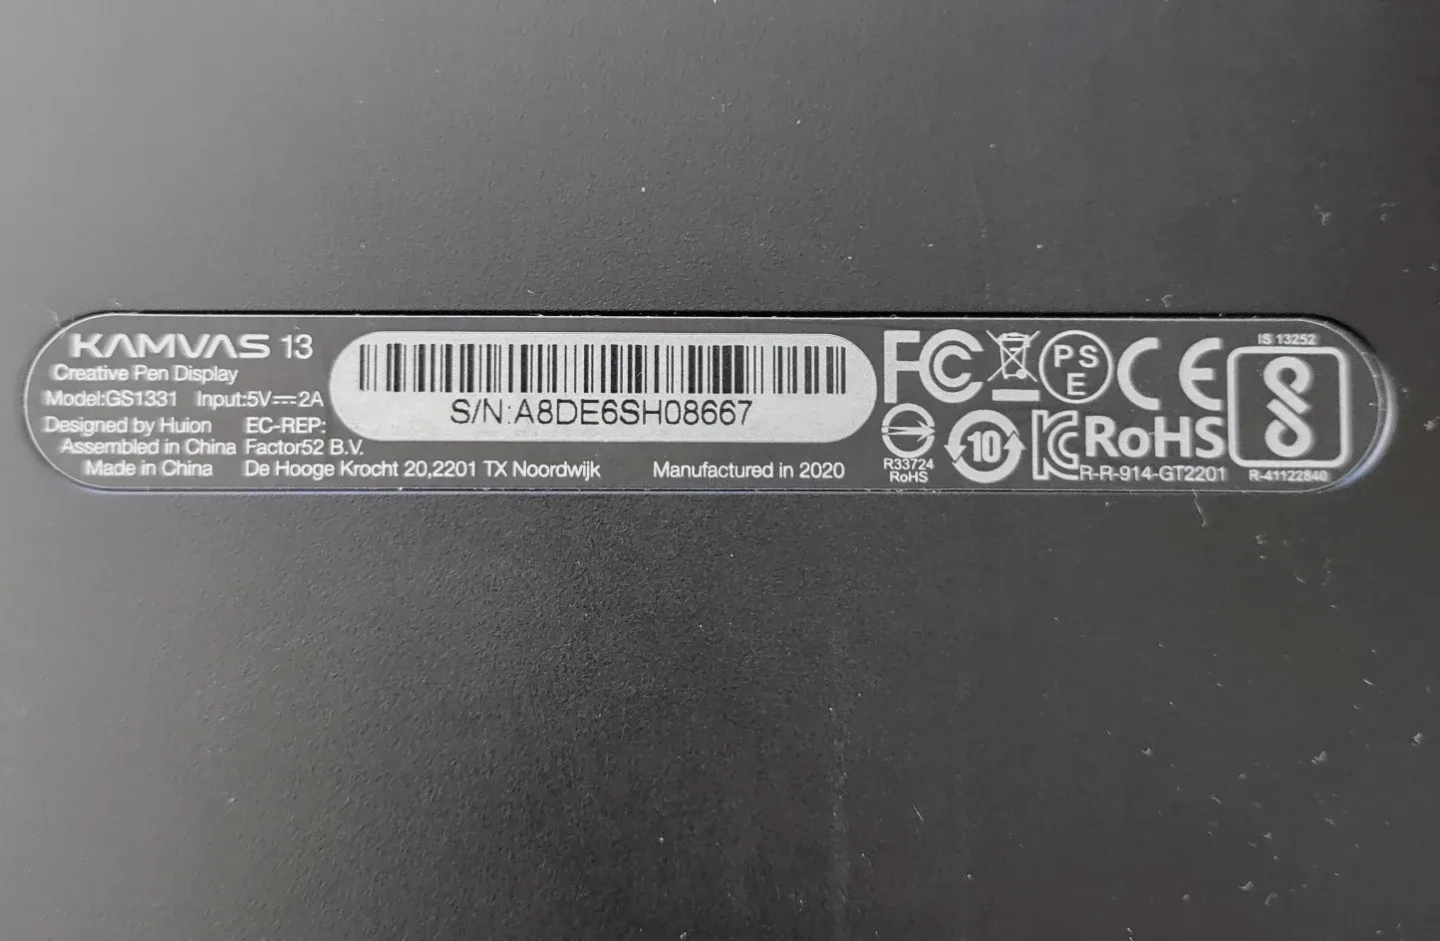 KAMVAS 13
Creative Pen Display
Model:GS1331 Input:5V⎓2A
Designed by Huion EC-REP:
Assembled in China Factor52 B.V.
Made in China De Hooge Krocht 20,2201 TX Noordwijk
S/N:A8DE6SH08667
Manufactured in 2020
FC
PS
E
CE
R33724
RoHS
10
KC
RoHS
R-R-914-GT2201
IS 13252
R-41122840